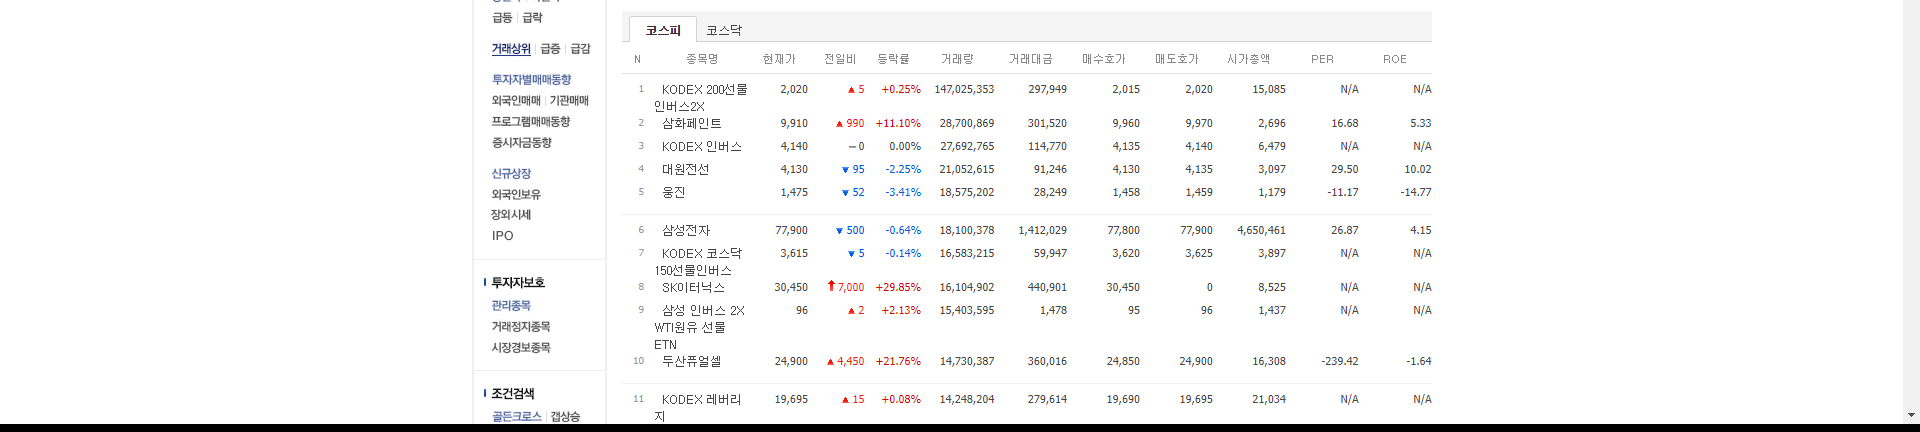 급등 | 급락
거래상위 | 급증 | 급감
투자자별매매동향
외국인매매 | 기관매매
프로그램매매동향
증시자금동향
신규상장
외국인보유
장외시세
IPO
투자자보호
관리종목
거래정지종목
시장경보종목
조건검색
골든크로스 | 갭상승
코스피 코스닥
N 종목명 현재가 전일비 등락률 거래량 거래대금 매수호가 매도호가 시가총액 PER ROE
1 KODEX 200선물 2,020 ▲ 5 +0.25% 147,025,353 297,949 2,015 2,020 15,085 N/A N/A
인버스2X
2 삼화페인트 9,910 ▲ 990 +11.10% 28,700,869 301,520 9,960 9,970 2,696 16.68 5.33
3 KODEX 인버스 4,140 – 0 0.00% 27,692,765 114,770 4,135 4,140 6,479 N/A N/A
4 대원전선 4,130 ▼ 95 -2.25% 21,052,615 91,246 4,130 4,135 3,097 29.50 10.02
5 웅진 1,475 ▼ 52 -3.41% 18,575,202 28,249 1,458 1,459 1,179 -11.17 -14.77
6 삼성전자 77,900 ▼ 500 -0.64% 18,100,378 1,412,029 77,800 77,900 4,650,461 26.87 4.15
7 KODEX 코스닥 3,615 ▼ 5 -0.14% 16,583,215 59,947 3,620 3,625 3,897 N/A N/A
150선물인버스
8 SK이터닉스 30,450 ⬆ 7,000 +29.85% 16,104,902 440,901 30,450 0 8,525 N/A N/A
9 삼성 인버스 2X 96 ▲ 2 +2.13% 15,403,595 1,478 95 96 1,437 N/A N/A
WTI원유 선물
ETN
10 두산퓨얼셀 24,900 ▲ 4,450 +21.76% 14,730,387 360,016 24,850 24,900 16,308 -239.42 -1.64
11 KODEX 레버리 19,695 ▲ 15 +0.08% 14,248,204 279,614 19,690 19,695 21,034 N/A N/A
지